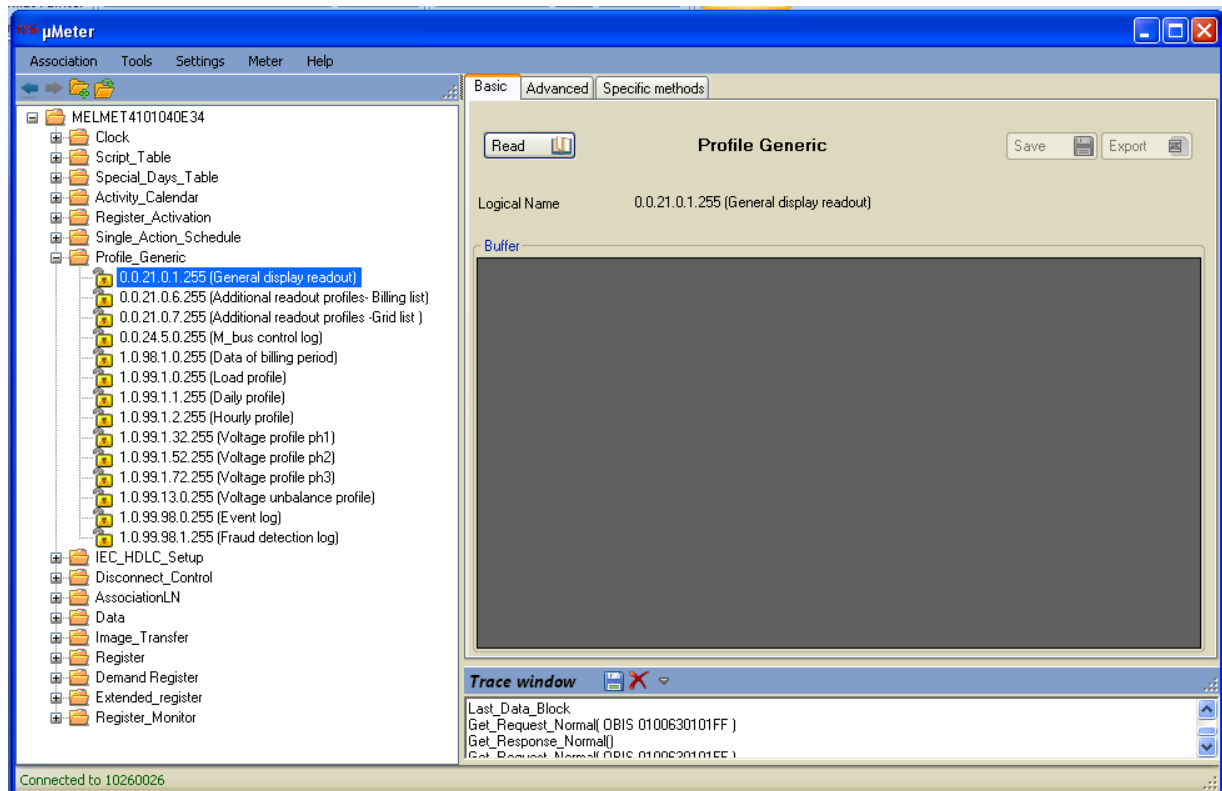 µMeter
Association Tools Settings Meter Help
MELMET4101040E34
Clock
Script_Table
Special_Days_Table
Activity_Calendar
Register_Activation
Single_Action_Schedule
Profile_Generic
0.0.21.0.1.255 (General display readout)
0.0.21.0.6.255 (Additional readout profiles- Billing list)
0.0.21.0.7.255 (Additional readout profiles -Grid list )
0.0.24.5.0.255 (M_bus control log)
1.0.98.1.0.255 (Data of billing period)
1.0.99.1.0.255 (Load profile)
1.0.99.1.1.255 (Daily profile)
1.0.99.1.2.255 (Hourly profile)
1.0.99.1.32.255 (Voltage profile ph1)
1.0.99.1.52.255 (Voltage profile ph2)
1.0.99.1.72.255 (Voltage profile ph3)
1.0.99.13.0.255 (Voltage unbalance profile)
1.0.99.98.0.255 (Event log)
1.0.99.98.1.255 (Fraud detection log)
IEC_HDLC_Setup
Disconnect_Control
AssociationLN
Data
Image_Transfer
Register
Demand Register
Extended_register
Register_Monitor
Basic Advanced Specific methods
Read Profile Generic Save Export
Logical Name 0.0.21.0.1.255 (General display readout)
Buffer
Trace window
Last_Data_Block
Get_Request_Normal( OBIS 0100630101FF )
Get_Response_Normal()
Get_Request_Normal( OBIS 0100630101FF )
Connected to 10260026